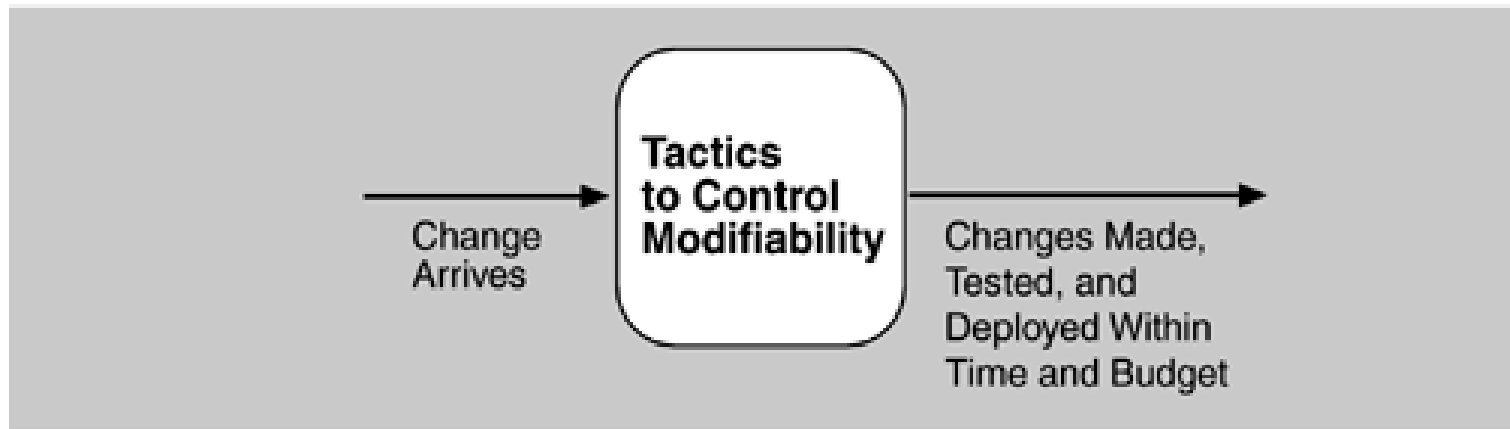 Tactics
to Control
Modifiability
Change
Arrives
Changes Made,
Tested, and
Deployed Within
Time and Budget